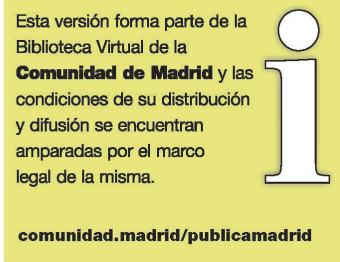 Esta versión forma parte de la
Biblioteca Virtual de la
Comunidad de Madrid y las
condiciones de su distribución
y difusión se encuentran
amparadas por el marco
legal de la misma.
i
comunidad.madrid/publicamadrid